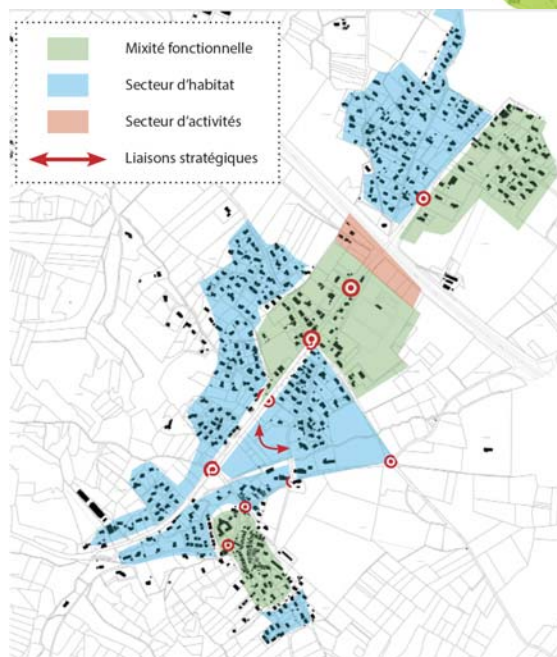 Mixité fonctionnelle
Secteur d'habitat
Secteur d'activités
Liaisons stratégiques